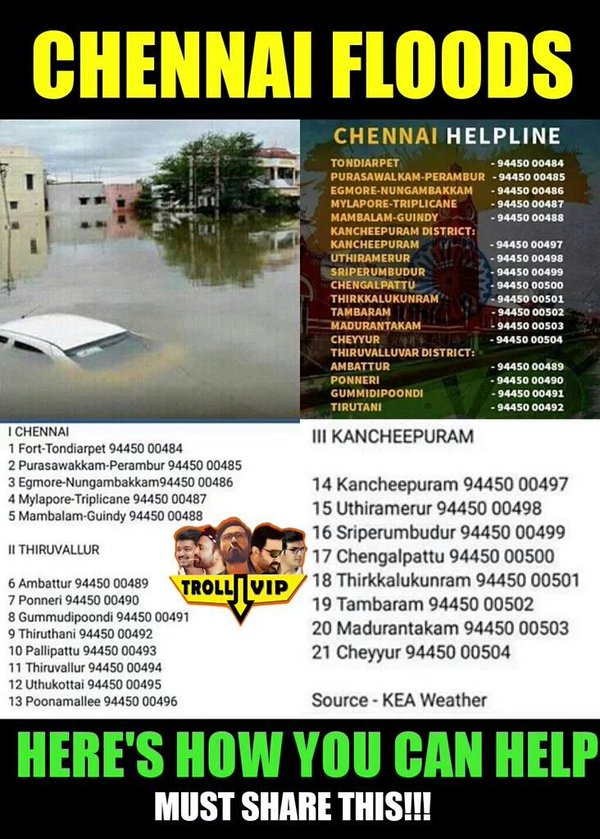 CHENNAI FLOODS
CHENNAI HELPLINE
TONDIARPET - 94450 00484
PURASAWALKAM-PERAMBUR - 94450 00485
EGMORE-NUNGAMBAKKAM - 94450 00486
MYLAPORE-TRIPLICANE - 94450 00487
MAMBALAM-GUINDY - 94450 00488
KANCHEEPURAM DISTRICT:
KANCHEEPURAM - 94450 00497
UTHIRAMERUR - 94450 00498
SRIPERUMBUDUR - 94450 00499
CHENGALPATTU - 94450 00500
THIRKKALUKUNRAM - 94450 00501
TAMBARAM - 94450 00502
MADURANTAKAM - 94450 00503
CHEYYUR - 94450 00504
THIRUVALLUVAR DISTRICT:
AMBATTUR - 94450 00489
PONNERI - 94450 00490
GUMMIDIPOONDI - 94450 00491
TIRUTANI - 94450 00492
I CHENNAI
1 Fort-Tondiarpet 94450 00484
2 Purasawakkam-Perambur 94450 00485
3 Egmore-Nungambakkam94450 00486
4 Mylapore-Triplicane 94450 00487
5 Mambalam-Guindy 94450 00488
II THIRUVALLUR
6 Ambattur 94450 00489
7 Ponneri 94450 00490
8 Gummudipoondi 94450 00491
9 Thiruthani 94450 00492
10 Pallipattu 94450 00493
11 Thiruvallur 94450 00494
12 Uthukottai 94450 00495
13 Poonamallee 94450 00496
TROLL VIP
III KANCHEEPURAM
14 Kancheepuram 94450 00497
15 Uthiramerur 94450 00498
16 Sriperumbudur 94450 00499
17 Chengalpattu 94450 00500
18 Thirkkalukunram 94450 00501
19 Tambaram 94450 00502
20 Madurantakam 94450 00503
21 Cheyyur 94450 00504
Source - KEA Weather
HERE'S HOW YOU CAN HELP
MUST SHARE THIS!!!